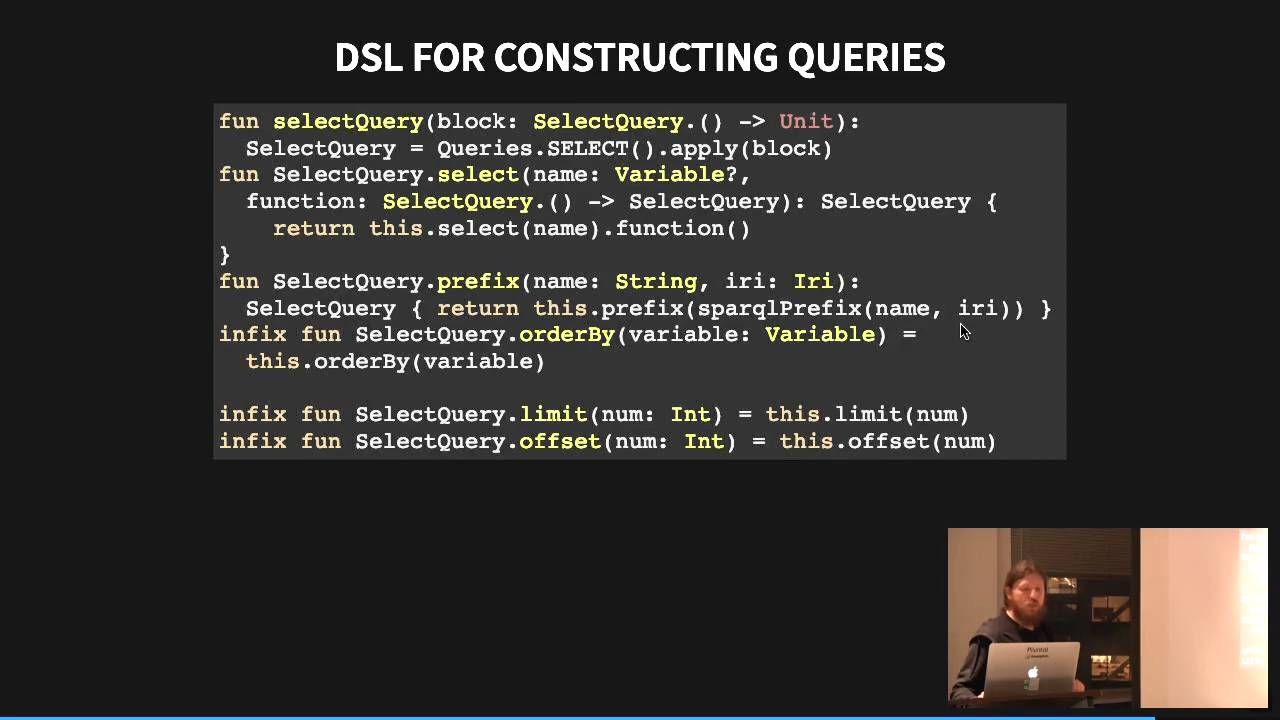 DSL FOR CONSTRUCTING QUERIES
fun selectQuery(block: SelectQuery.() -> Unit):
  SelectQuery = Queries.SELECT().apply(block)
fun SelectQuery.select(name: Variable?,
  function: SelectQuery.() -> SelectQuery): SelectQuery {
    return this.select(name).function()
}
fun SelectQuery.prefix(name: String, iri: Iri):
  SelectQuery { return this.prefix(sparqlPrefix(name, iri)) }
infix fun SelectQuery.orderBy(variable: Variable) =
  this.orderBy(variable)
infix fun SelectQuery.limit(num: Int) = this.limit(num)
infix fun SelectQuery.offset(num: Int) = this.offset(num)
Pivotal